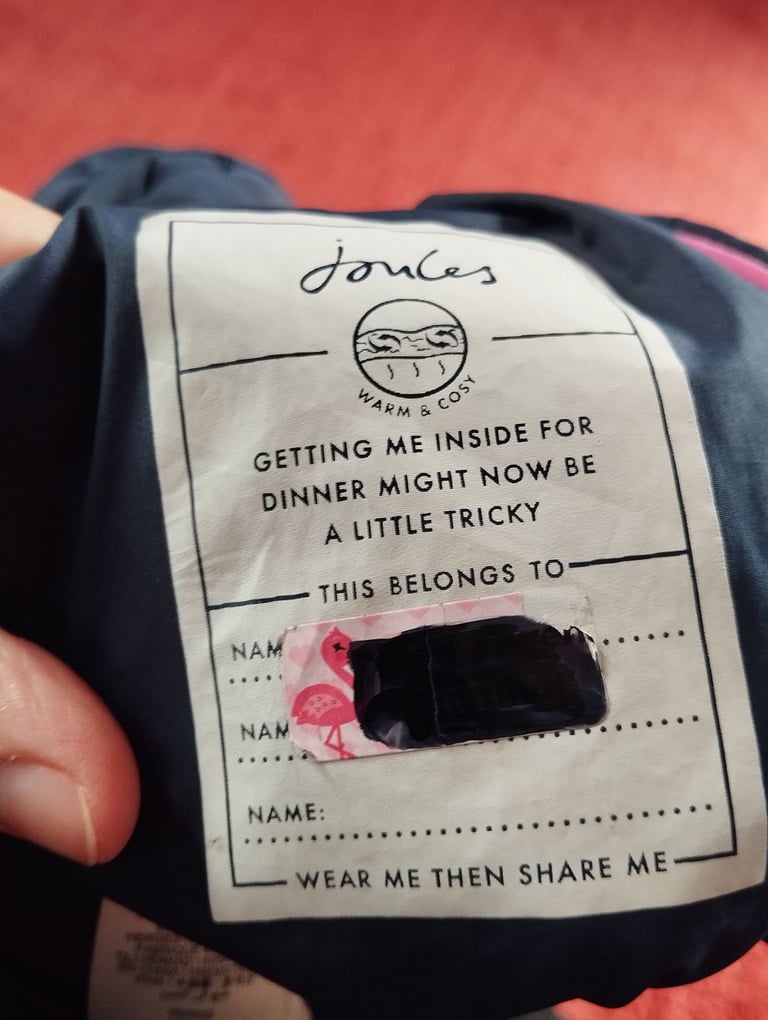 joules
WARM & COSY
GETTING ME INSIDE FOR
DINNER MIGHT NOW BE
A LITTLE TRICKY
THIS BELONGS TO
NAM
NAM
NAME:
WEAR ME THEN SHARE ME